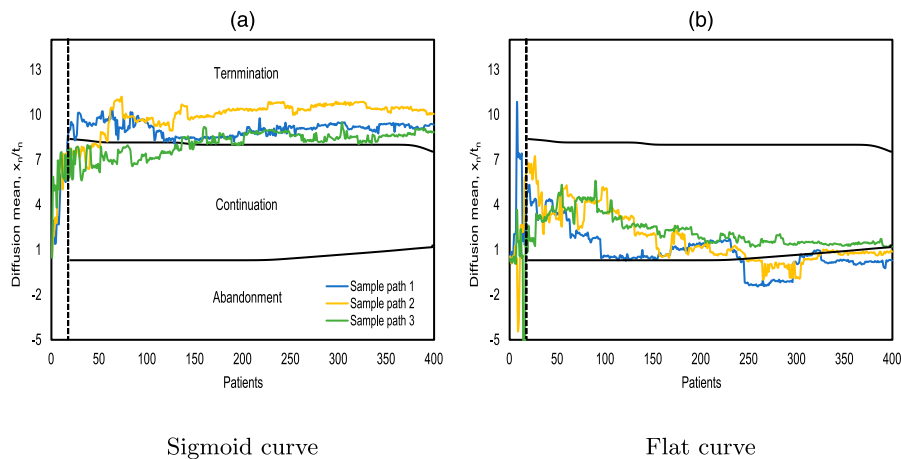 (a)
(b)
Diffusion mean, xₙ/tₙ
13
10
7
4
1
-2
-5
Ternmination
Continuation
Abandonment
Sample path 1
Sample path 2
Sample path 3
0 50 100 150 200 250 300 350 400
Patients
Diffusion mean, xₙ/tₙ
13
10
7
4
1
-2
-5
0 50 100 150 200 250 300 350 400
Patients
Sigmoid curve
Flat curve